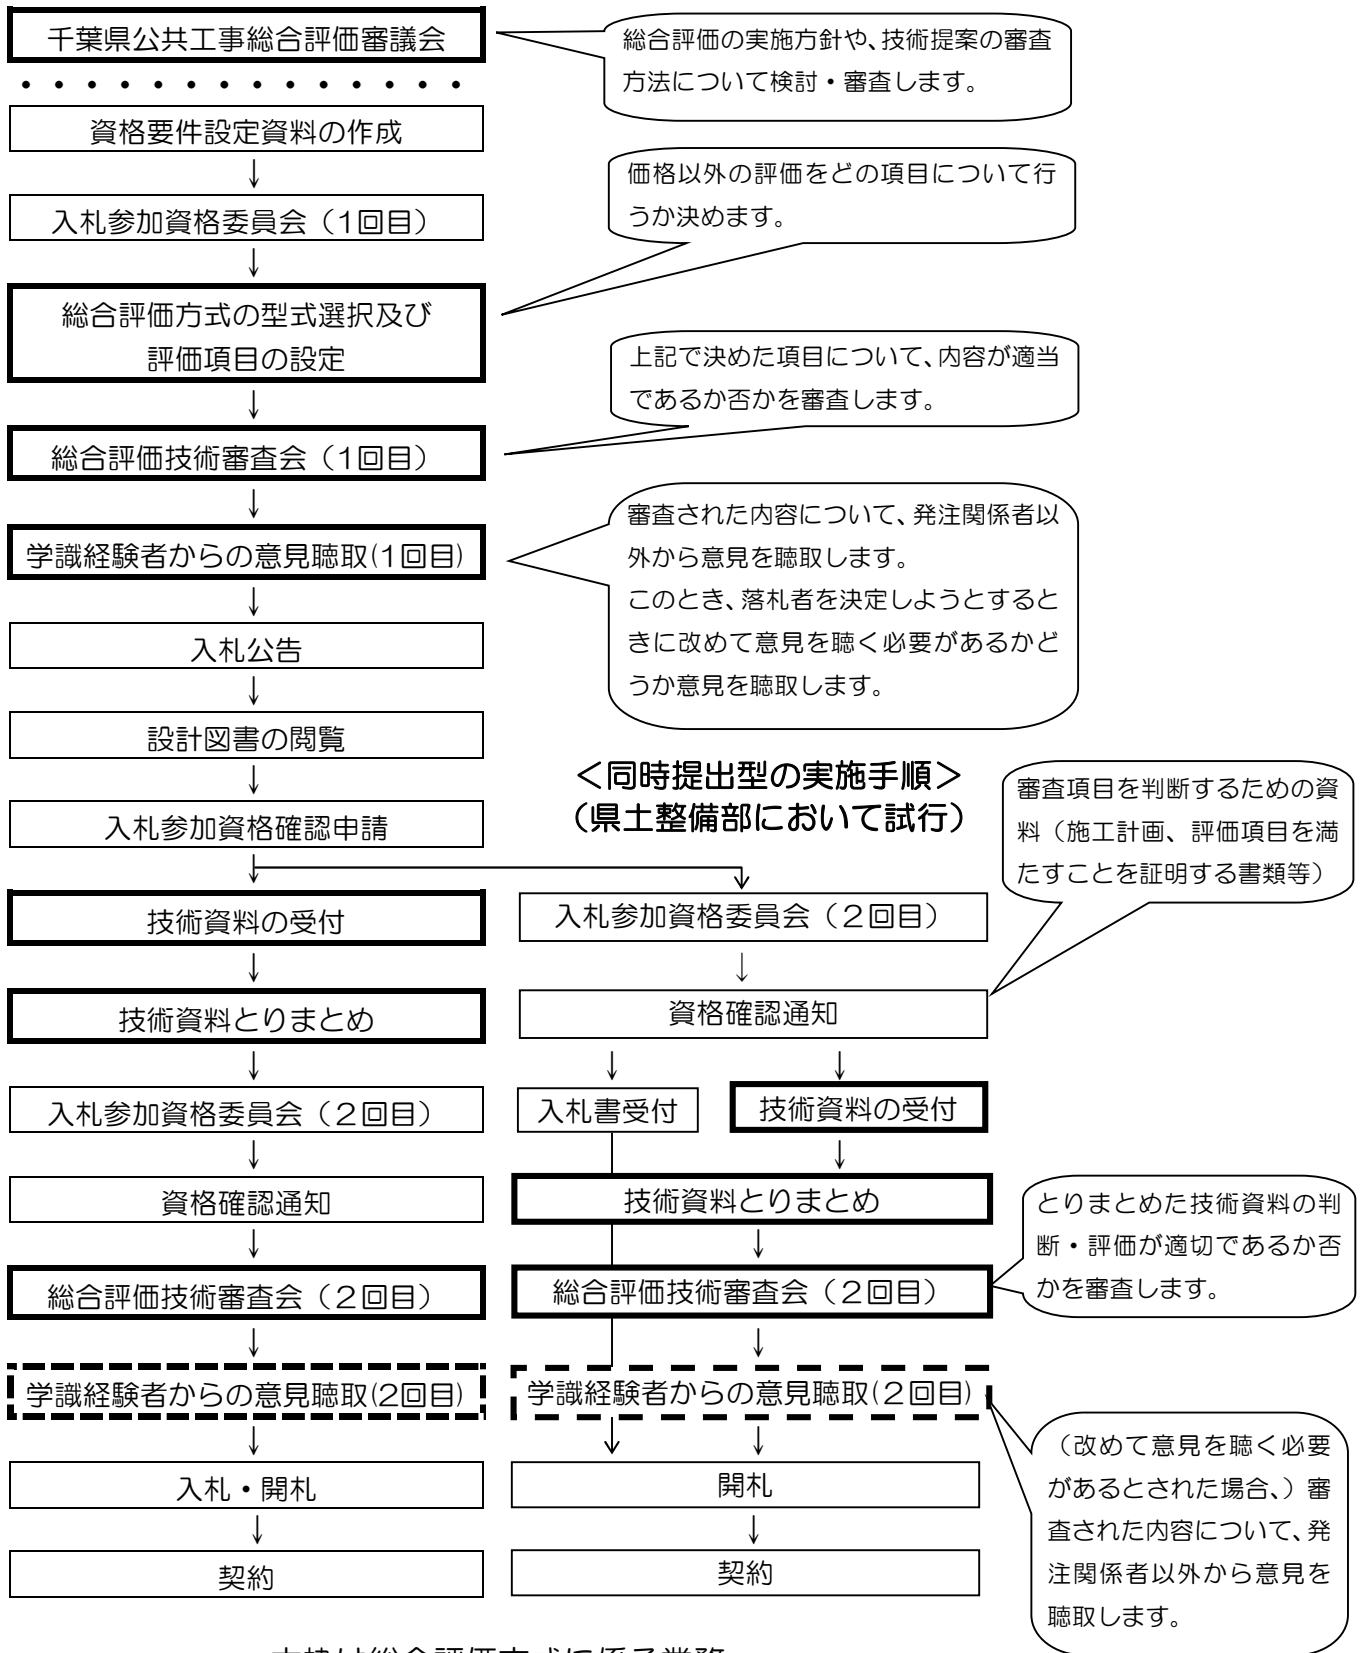 千葉県公共工事総合評価審議会
総合評価の実施方針や、技術提案の審査
方法について検討・審査します。
資格要件設定資料の作成
↓
価格以外の評価をどの項目について行
うか決めます。
入札参加資格委員会（1回目）
↓
総合評価方式の型式選択及び
評価項目の設定
上記で決めた項目について、内容が適当
であるか否かを審査します。
↓
総合評価技術審査会（1回目）
↓
学識経験者からの意見聴取(1回目)
審査された内容について、発注関係者以
外から意見を聴取します。
このとき、落札者を決定しようとすると
きに改めて意見を聴く必要があるかど
うか意見を聴取します。
↓
入札公告
↓
設計図書の閲覧
↓
入札参加資格確認申請
＜同時提出型の実施手順＞
（県土整備部において試行）
審査項目を判断するための資
料（施工計画、評価項目を満
たすことを証明する書類等）
技術資料の受付
↓
技術資料とりまとめ
↓
入札参加資格委員会（２回目）
↓
資格確認通知
↓
総合評価技術審査会（２回目）
↓
学識経験者からの意見聴取(2回目)
↓
入札・開札
↓
契約
入札参加資格委員会（２回目）
↓
資格確認通知
↓ ↓
入札書受付
技術資料の受付
↓
技術資料とりまとめ
↓
とりまとめた技術資料の判
断・評価が適切であるか否
かを審査します。
総合評価技術審査会（２回目）
↓
学識経験者からの意見聴取(２回目)
↓
（改めて意見を聴く必要
があるとされた場合、）審
査された内容について、発
注関係者以外から意見を
聴取します。
開札
↓
契約